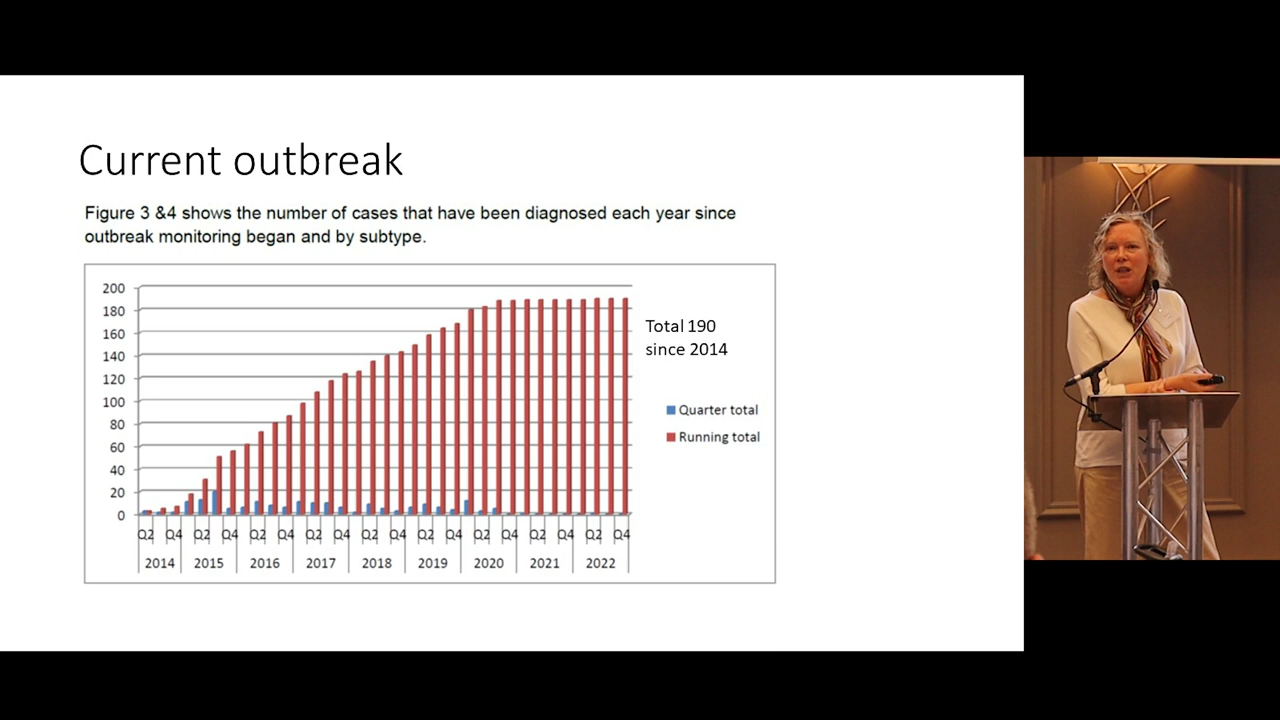 Current outbreak
Figure 3 &4 shows the number of cases that have been diagnosed each year since
outbreak monitoring began and by subtype.
200
180
160
140
120
100
80
60
40
20
0
Total 190
since 2014
Quarter total
Running total
Q2 Q4 Q2 Q4 Q2 Q4 Q2 Q4 Q2 Q4 Q2 Q4 Q2 Q4 Q2 Q4 Q2 Q4
2014 2015 2016 2017 2018 2019 2020 2021 2022